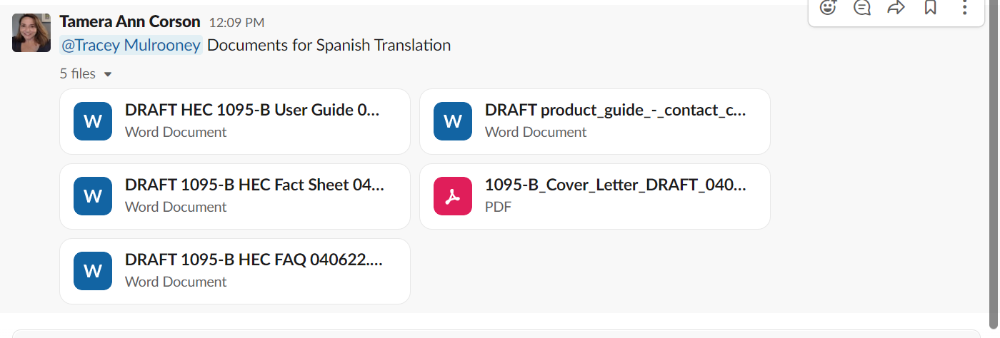 Tamera Ann Corson 12:09 PM
@Tracey Mulrooney Documents for Spanish Translation
5 files
W DRAFT HEC 1095-B User Guide 0...
Word Document
W DRAFT product_guide_-_contact_c...
Word Document
W DRAFT 1095-B HEC Fact Sheet 04...
Word Document
1095-B_Cover_Letter_DRAFT_040...
PDF
W DRAFT 1095-B HEC FAQ 040622....
Word Document